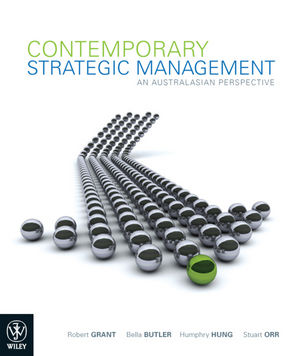 CONTEMPORARY
STRATEGIC MANAGEMENT
AN AUSTRALASIAN PERSPECTIVE
Robert GRANT Bella BUTLER Humphry HUNG Stuart ORR
WILEY